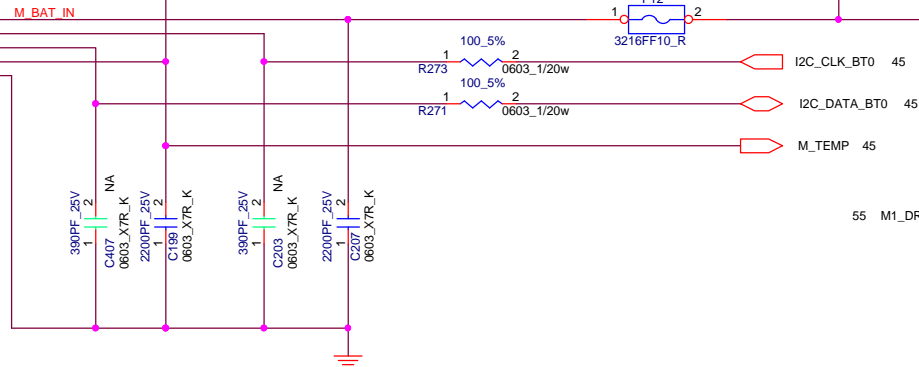 M_BAT_IN
1
2
3216FF10_R
100_5%
1
2
R273
0603_1/20w
I2C_CLK_BT0 45
100_5%
1
2
R271
0603_1/20w
I2C_DATA_BT0 45
M_TEMP 45
55 M1_DR
390PF_25V
2
1
C407
NA
0603_X7R_K
2200PF_25V
2
1
C199
0603_X7R_K
390PF_25V
2
1
C203
NA
0603_X7R_K
2200PF_25V
2
1
C207
0603_X7R_K